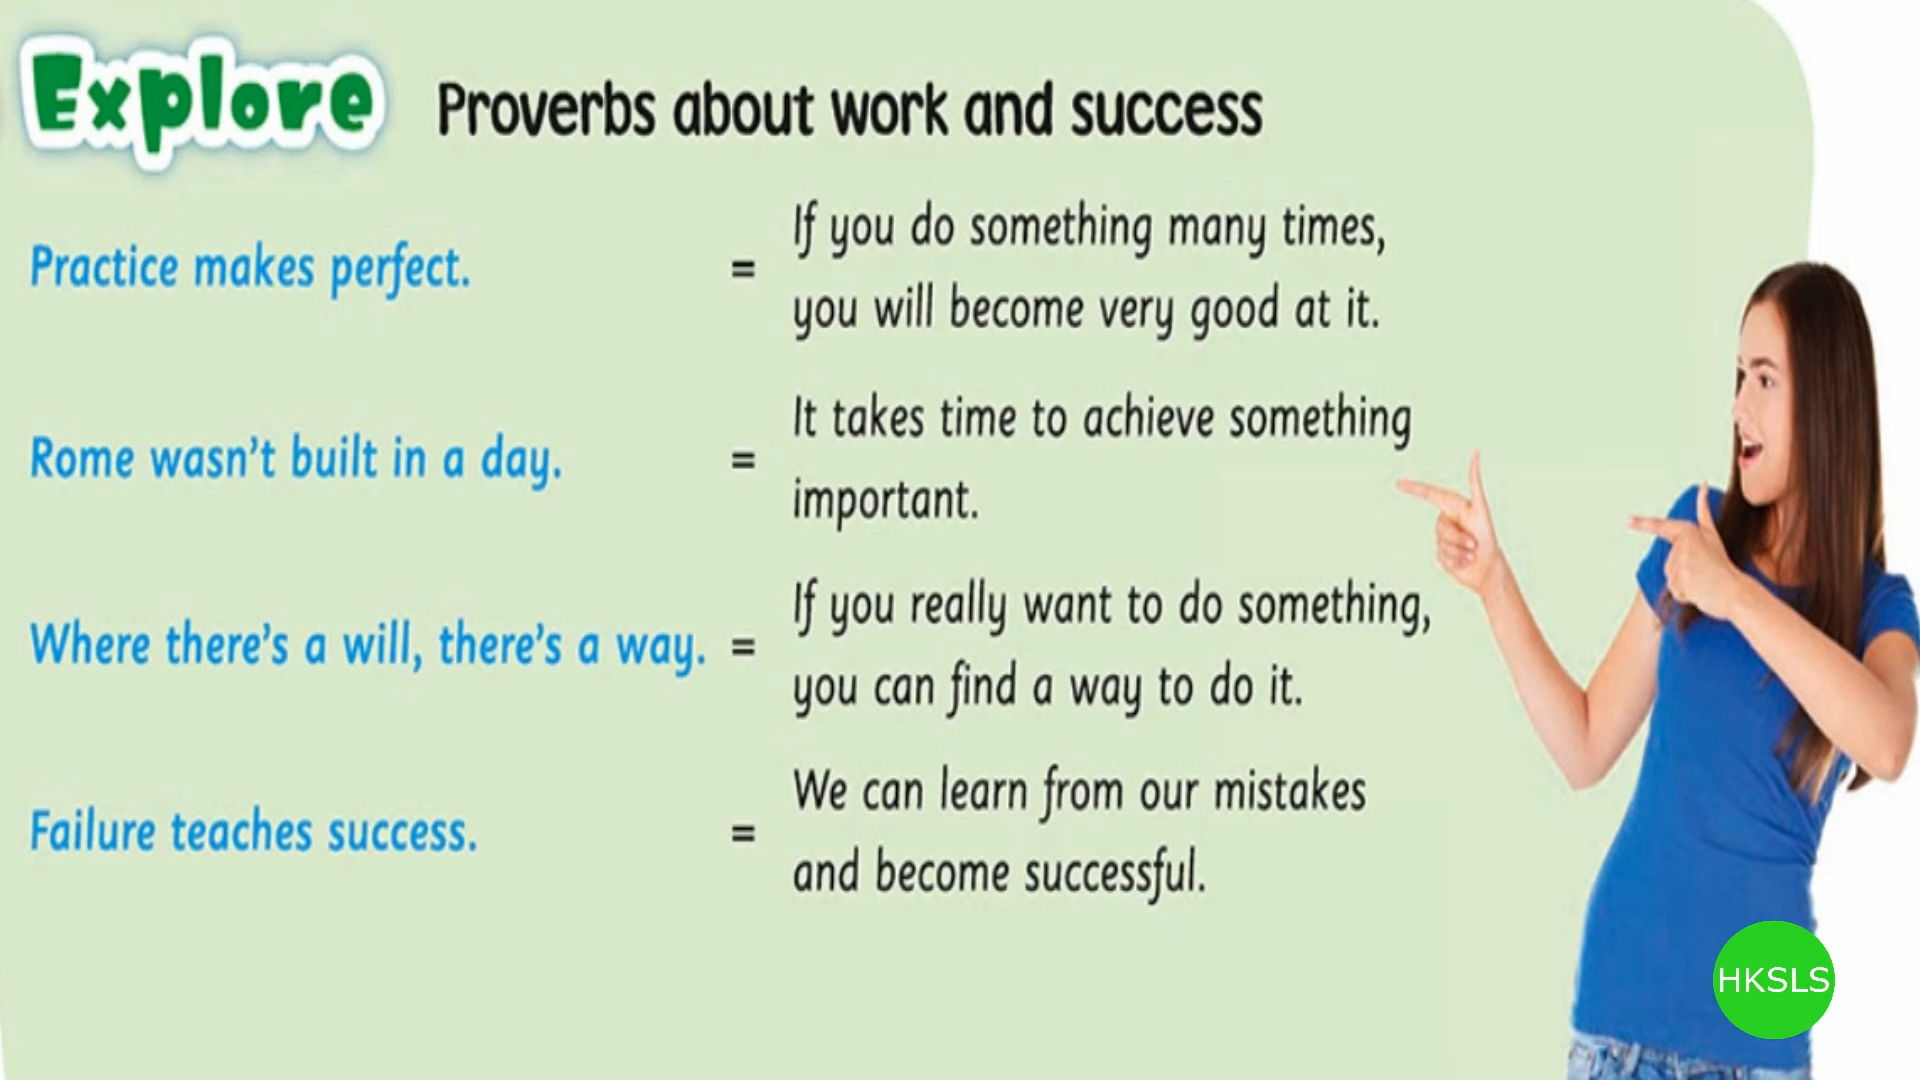 Explore Proverbs about work and success
Practice makes perfect. = If you do something many times,
you will become very good at it.
Rome wasn't built in a day. = It takes time to achieve something
important.
Where there's a will, there's a way. = If you really want to do something,
you can find a way to do it.
Failure teaches success. = We can learn from our mistakes
and become successful.
HKSLS